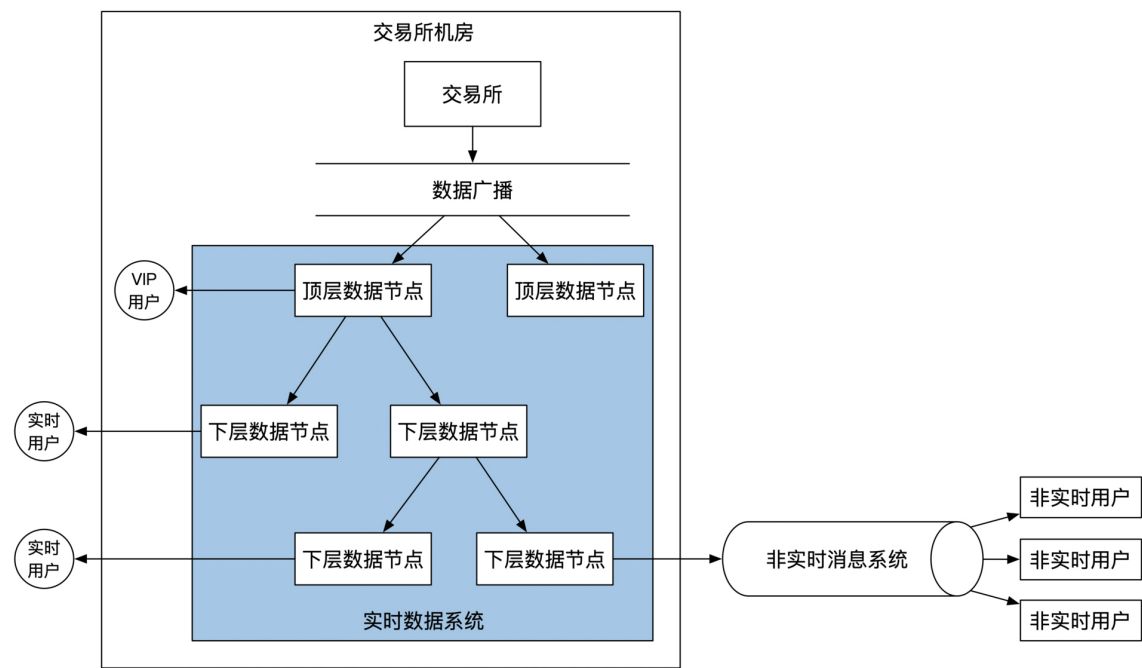 交易所机房
交易所
数据广播
VIP
用户
顶层数据节点
顶层数据节点
实时
用户
下层数据节点
下层数据节点
实时
用户
下层数据节点
下层数据节点
实时数据系统
非实时消息系统
非实时用户
非实时用户
非实时用户